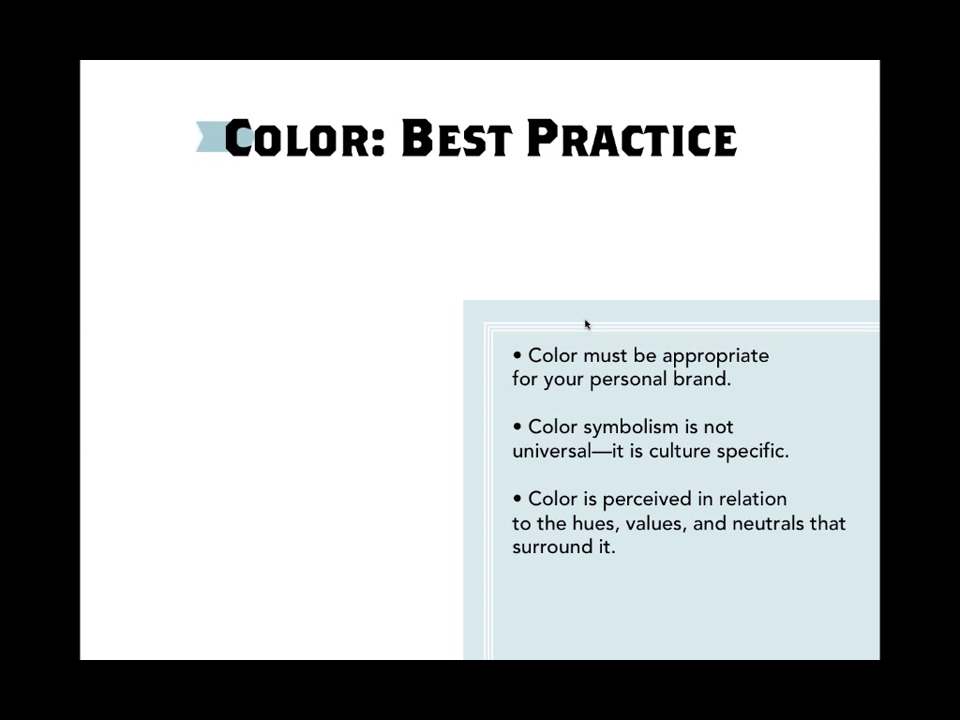 Color: Best Practice
• Color must be appropriate
for your personal brand.
• Color symbolism is not
universal—it is culture specific.
• Color is perceived in relation
to the hues, values, and neutrals that
surround it.